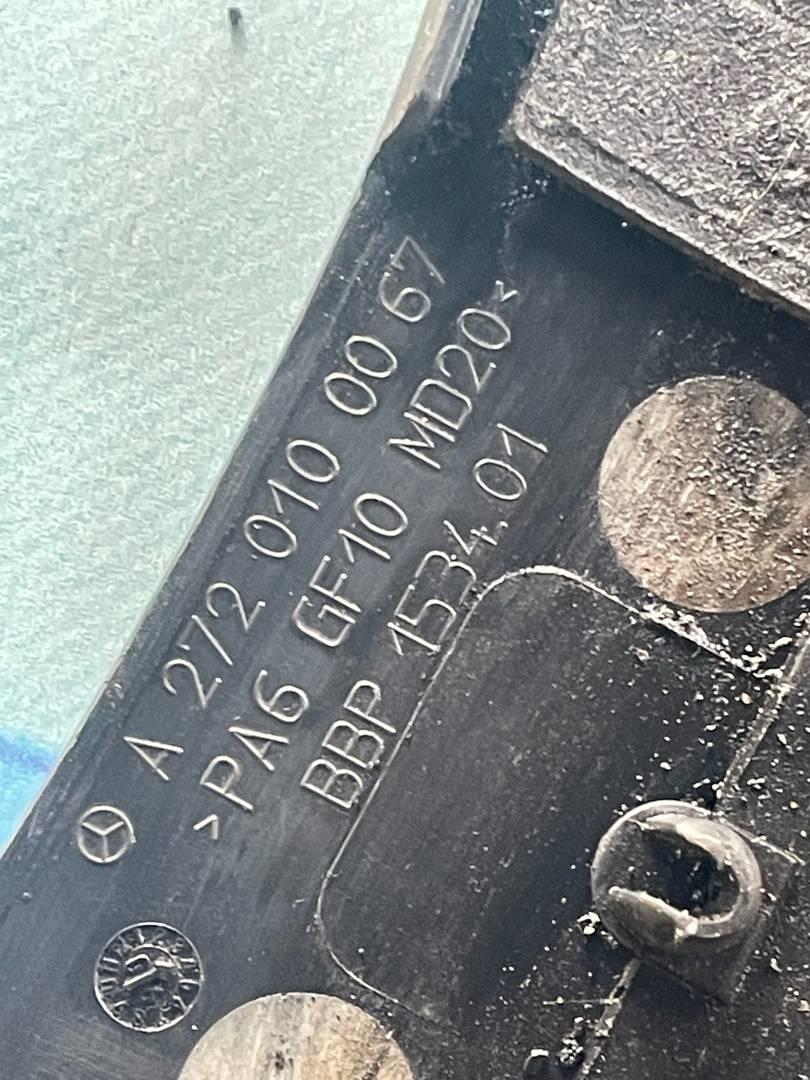 A 272 010 00 67
>PA6 GF10 MD20<
BBP 1534.01